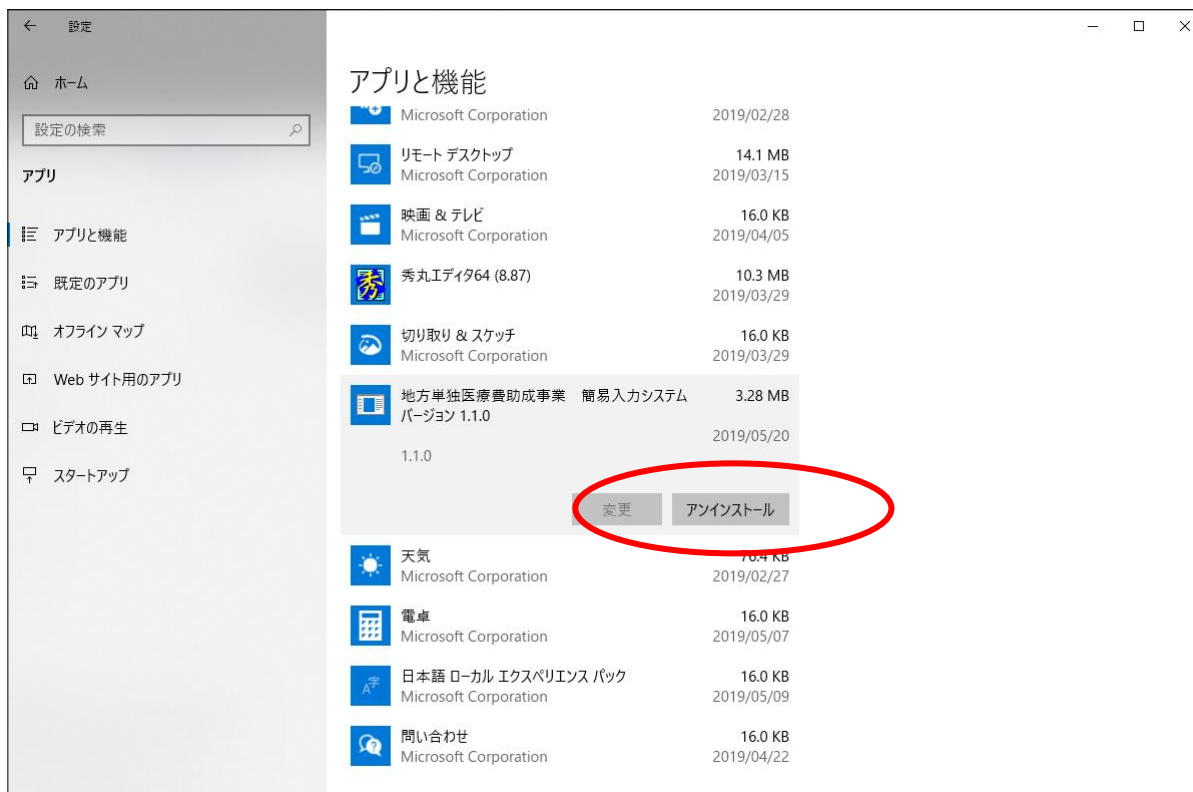 設定
ホーム
設定の検索
アプリ
アプリと機能
既定のアプリ
オフライン マップ
Web サイト用のアプリ
ビデオの再生
スタートアップ
アプリと機能
Microsoft Corporation 2019/02/28
リモート デスクトップ 14.1 MB
Microsoft Corporation 2019/03/15
映画 & テレビ 16.0 KB
Microsoft Corporation 2019/04/05
秀丸エディタ64 (8.87) 10.3 MB
2019/03/29
切り取り & スケッチ 16.0 KB
Microsoft Corporation 2019/03/29
地方単独医療費助成事業 簡易入力システム 3.28 MB
バージョン 1.1.0
2019/05/20
1.1.0
変更 アンインストール
天気 76.4 KB
Microsoft Corporation 2019/02/27
電卓 16.0 KB
Microsoft Corporation 2019/05/07
日本語 ローカル エクスペリエンス パック 16.0 KB
Microsoft Corporation 2019/05/09
問い合わせ 16.0 KB
Microsoft Corporation 2019/04/22